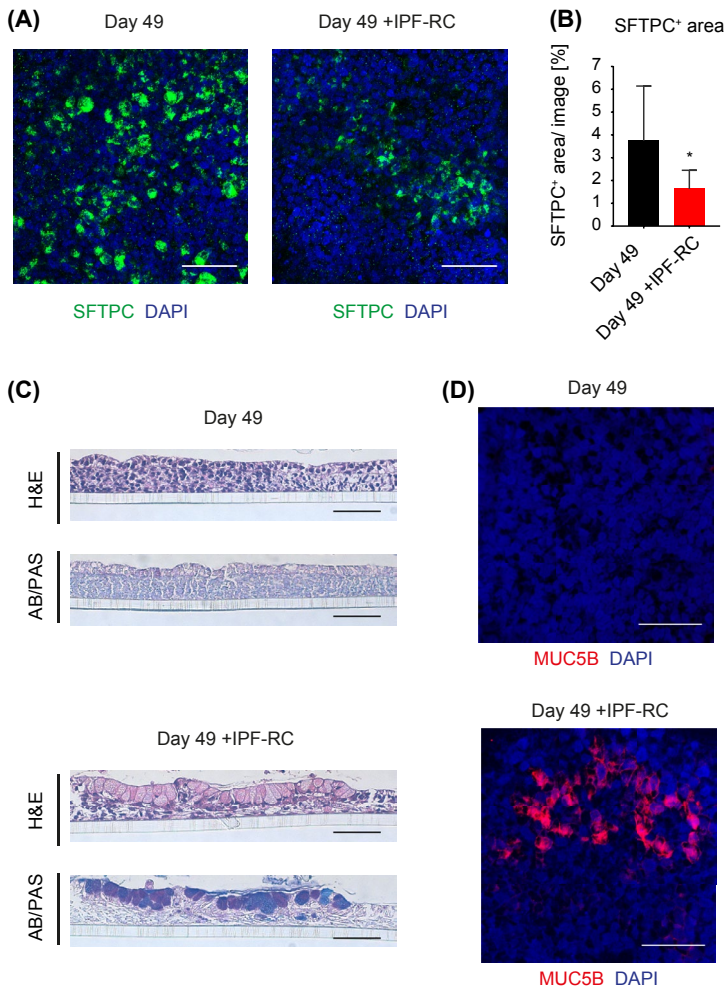 (A)
Day 49
Day 49 +IPF-RC
SFTPC DAPI
SFTPC DAPI
(B)
SFTPC⁺ area
SFTPC⁺ area/ image [%]
7
6
5
4
3
2
1
0
*
Day 49
Day 49 +IPF-RC
(C)
Day 49
H&E
AB/PAS
Day 49 +IPF-RC
H&E
AB/PAS
(D)
Day 49
MUC5B DAPI
Day 49 +IPF-RC
MUC5B DAPI